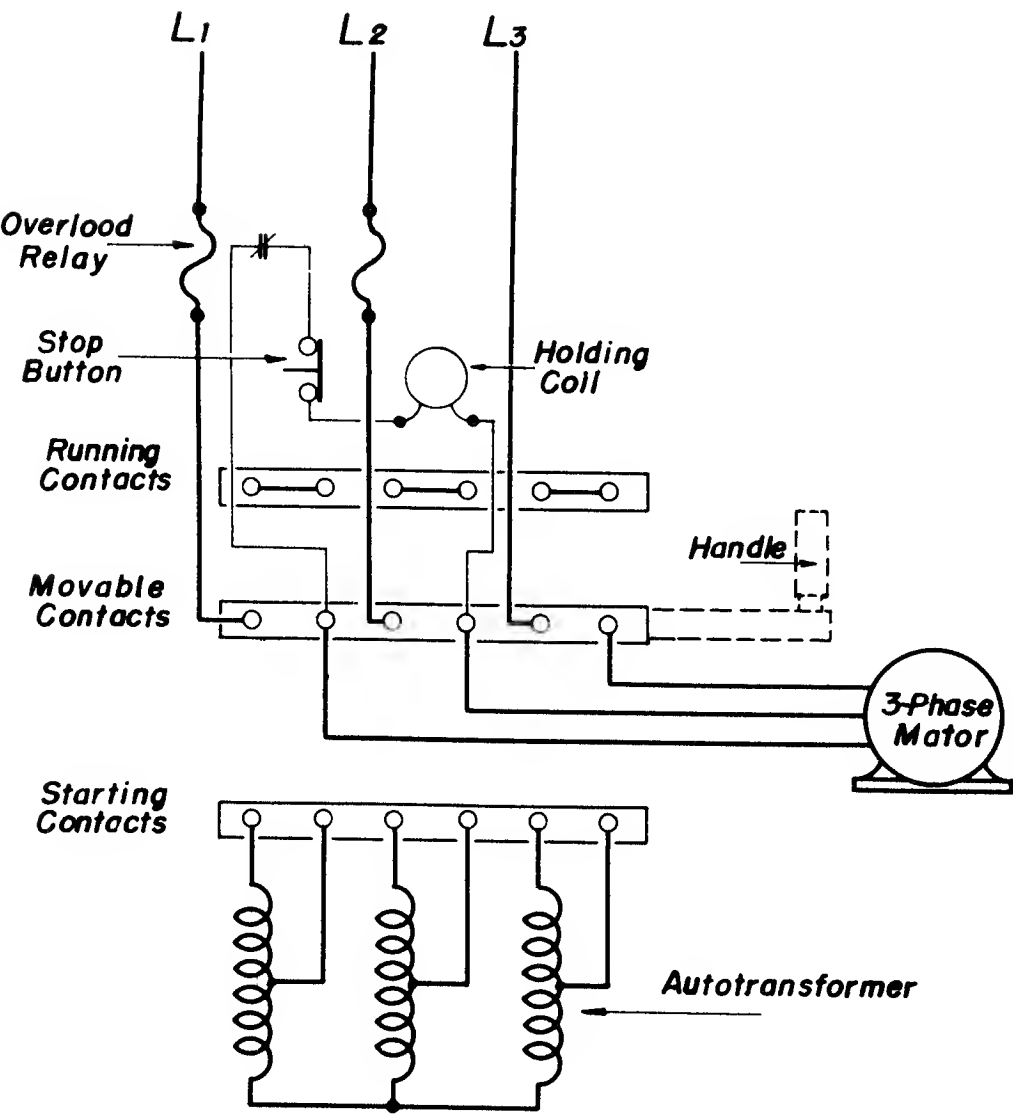 L1 L2 L3
Overlood
Relay
Stop
Button
Holding
Coil
Running
Contacts
Handle
Movable
Contacts
3-Phase
Mator
Starting
Contacts
Autotransformer